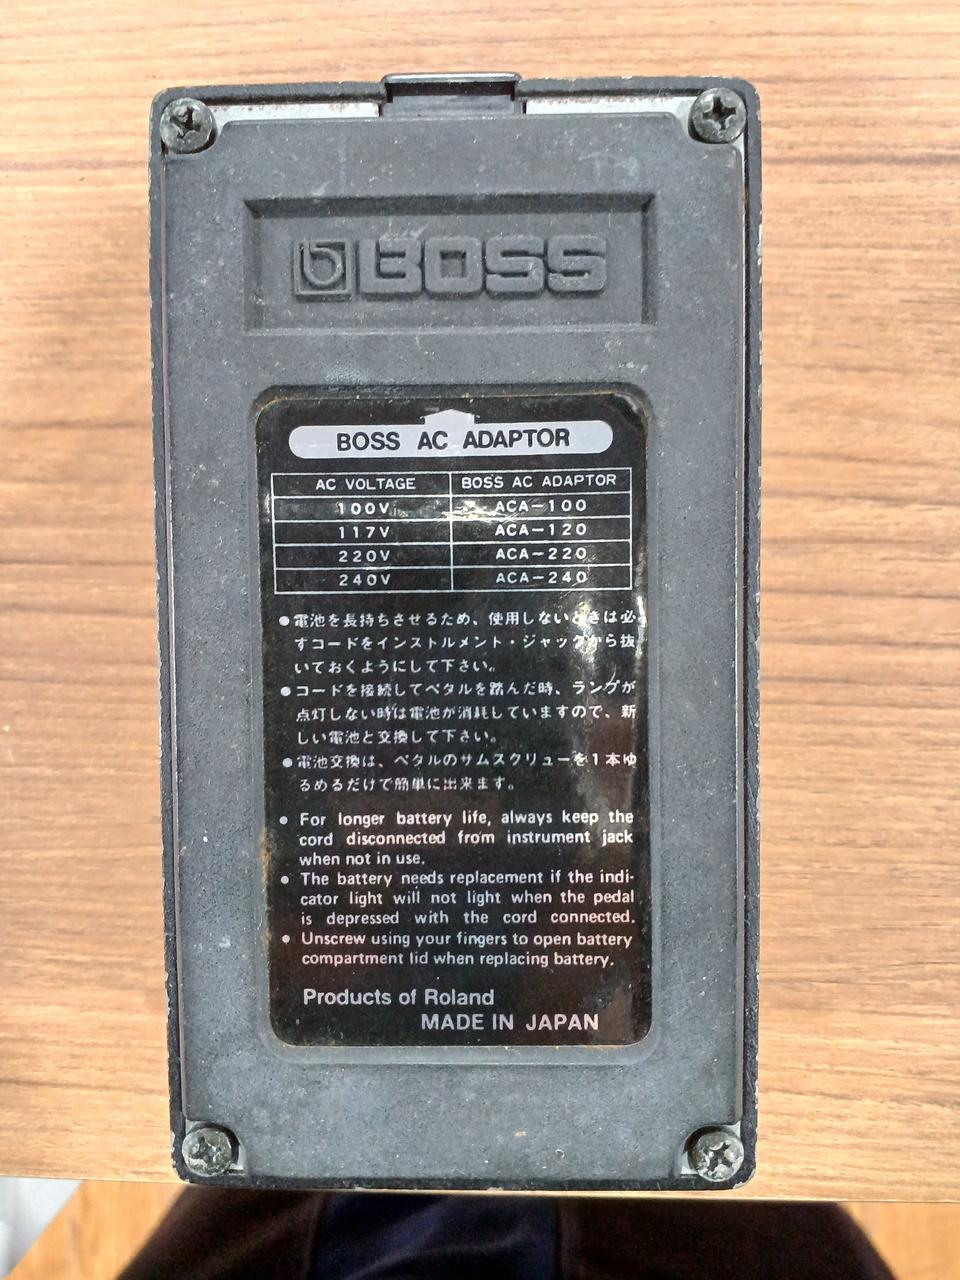 BOSS
BOSS AC ADAPTOR
AC VOLTAGE BOSS AC ADAPTOR
100V ACA-100
117V ACA-120
220V ACA-220
240V ACA-240
●電池を長持ちさせるため、使用しないときは必
すコードをインストルメント・ジャックから抜
いておくようにして下さい。
●コードを接続してペタルを踏んだ時、ランプが
点灯しない時は電池が消耗していますので、新
しい電池と交換して下さい。
●電池交換は、ペタルのサムスクリューを1本ゆ
るめるだけで簡単に出来ます。
● For longer battery life, always keep the
cord disconnected from instrument jack
when not in use.
● The battery needs replacement if the indi-
cator light will not light when the pedal
is depressed with the cord connected.
● Unscrew using your fingers to open battery
compartment lid when replacing battery.
Products of Roland
MADE IN JAPAN